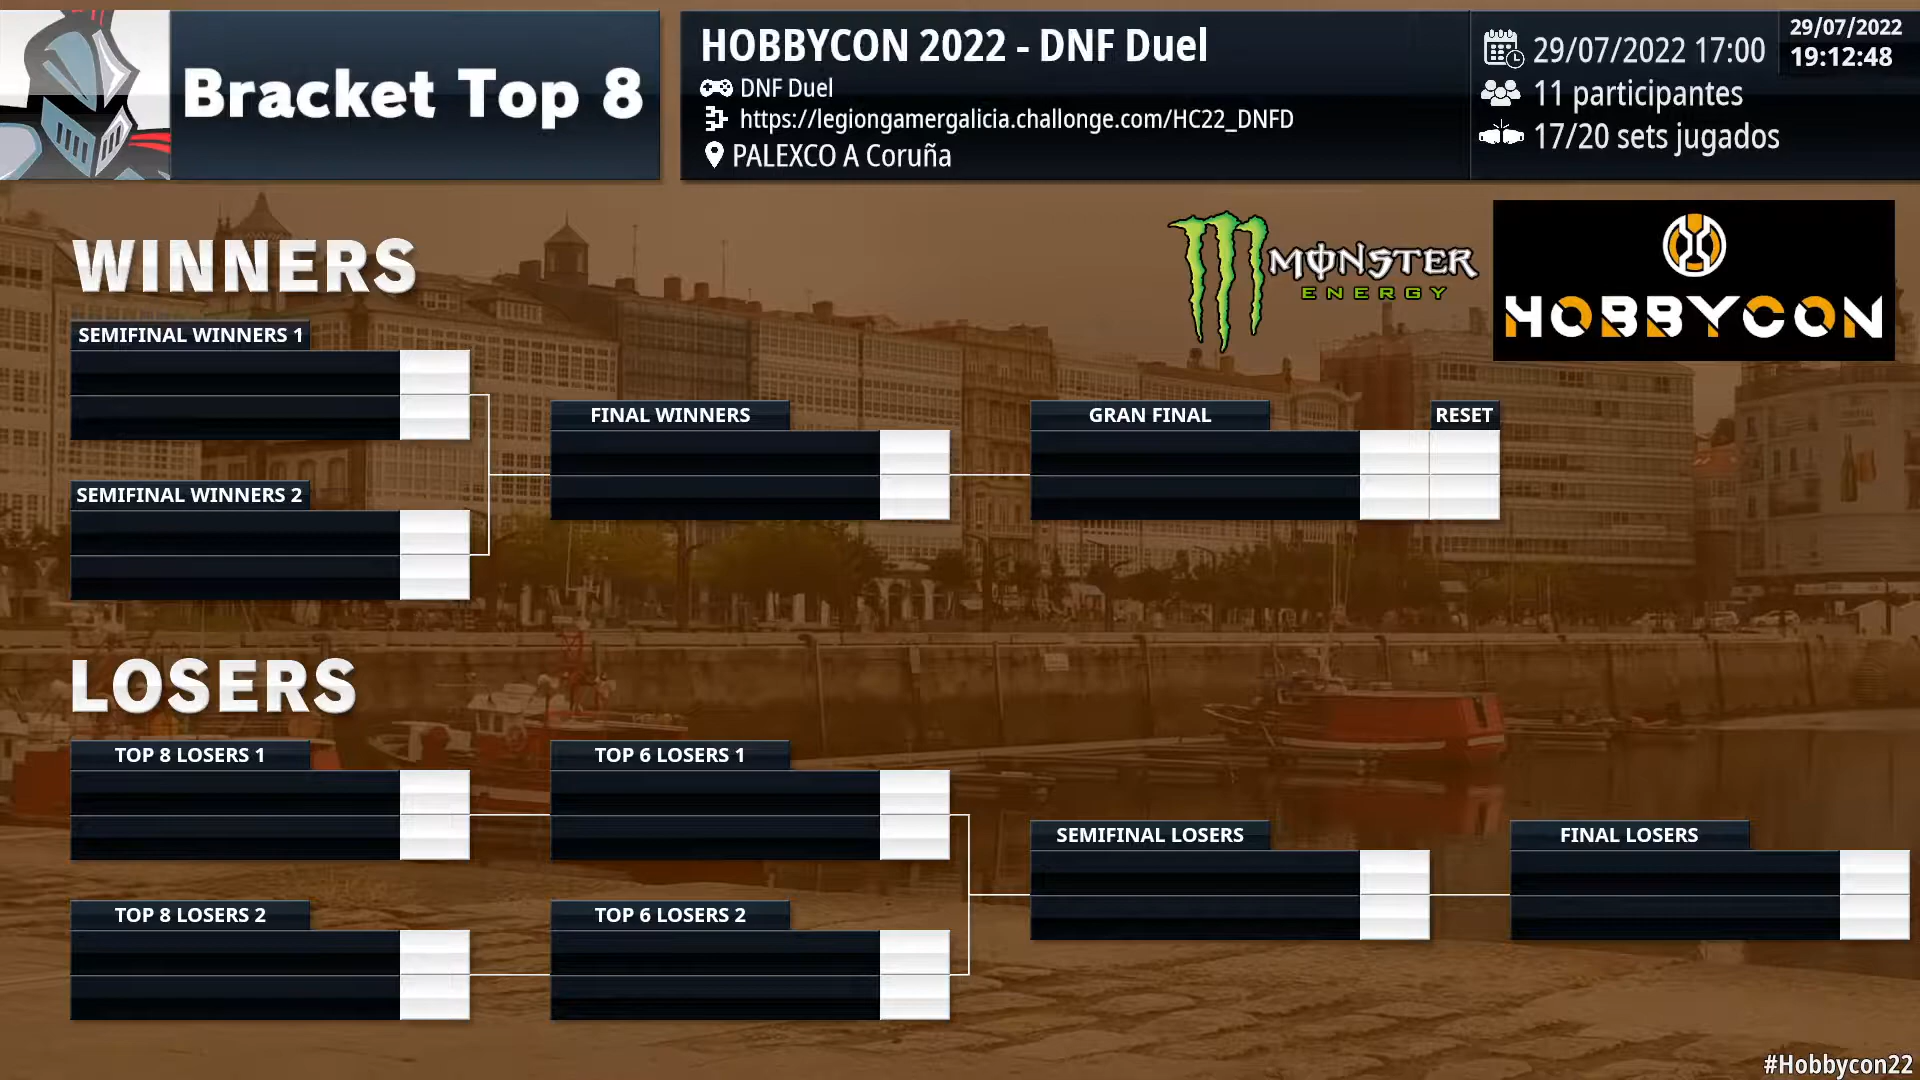 Bracket Top 8
HOBBYCON 2022 - DNF Duel
DNF Duel
https://legiongamergalicia.challonge.com/HC22_DNFD
PALEXCO A Coruña
29/07/2022 17:00
11 participantes
17/20 sets jugados
29/07/2022
19:12:48
MONSTER
ENERGY
HOBBYCON
WINNERS
SEMIFINAL WINNERS 1
SEMIFINAL WINNERS 2
FINAL WINNERS
GRAN FINAL
RESET
LOSERS
TOP 8 LOSERS 1
TOP 8 LOSERS 2
TOP 6 LOSERS 1
TOP 6 LOSERS 2
SEMIFINAL LOSERS
FINAL LOSERS
#Hobbycon22